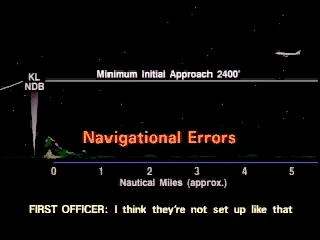 Minimum Initial Approach 2400'
KL
NDB
Navigational Errors
0 1 2 3 4 5
Nautical Miles (approx.)
FIRST OFFICER: I think they're not set up like that